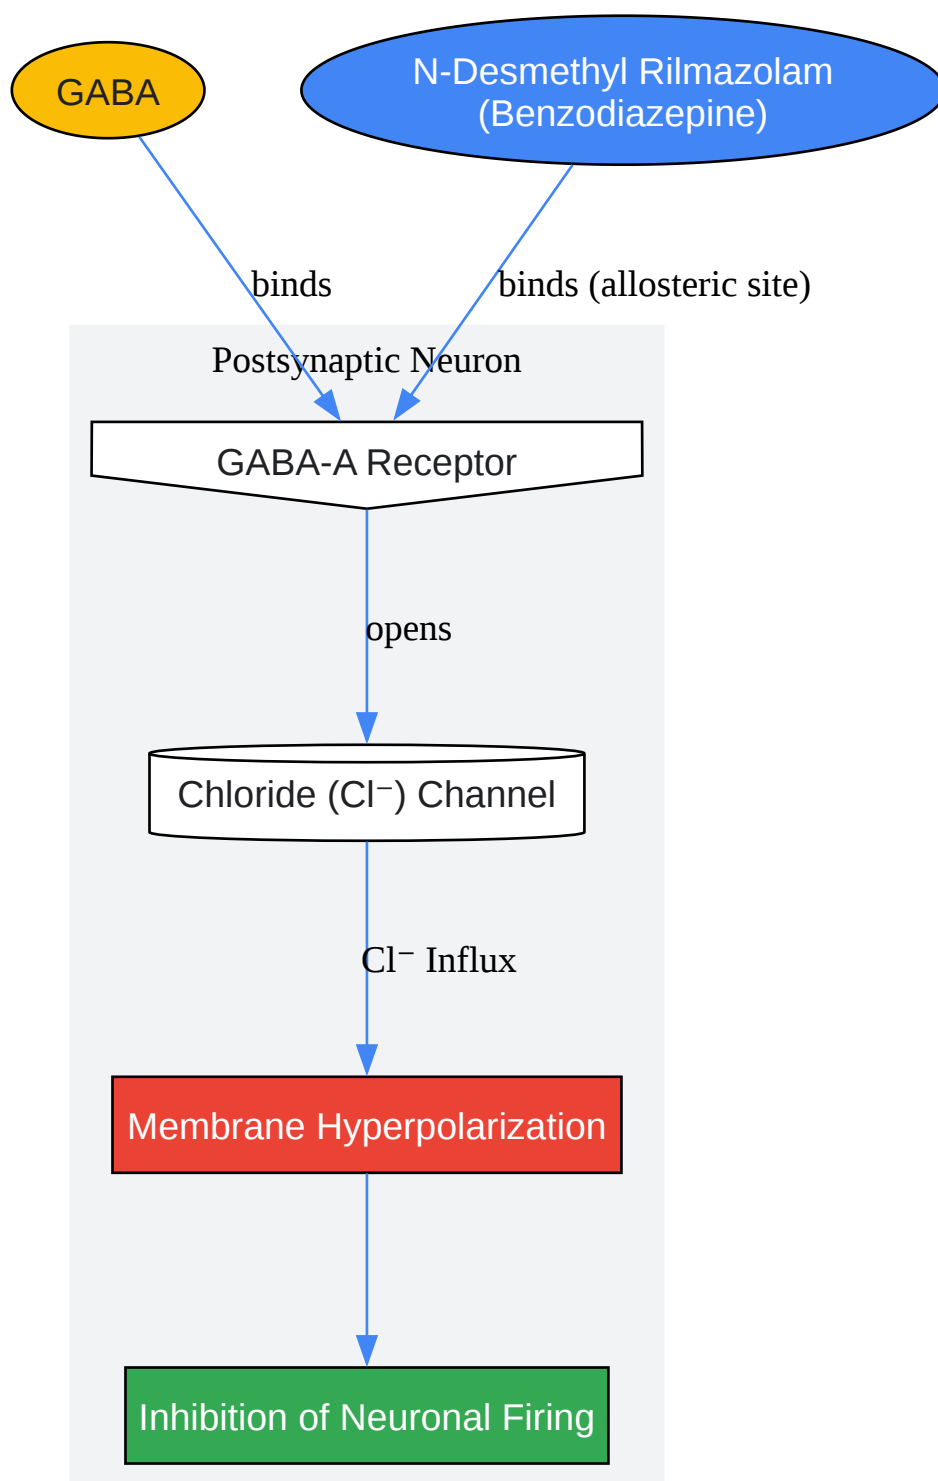 GABA
N-Desmethyl Rilmazolam
(Benzodiazepine)
binds
binds (allosteric site)
Postsynaptic Neuron
GABA-A Receptor
opens
Chloride (Cl⁻) Channel
Cl⁻ Influx
Membrane Hyperpolarization
Inhibition of Neuronal Firing